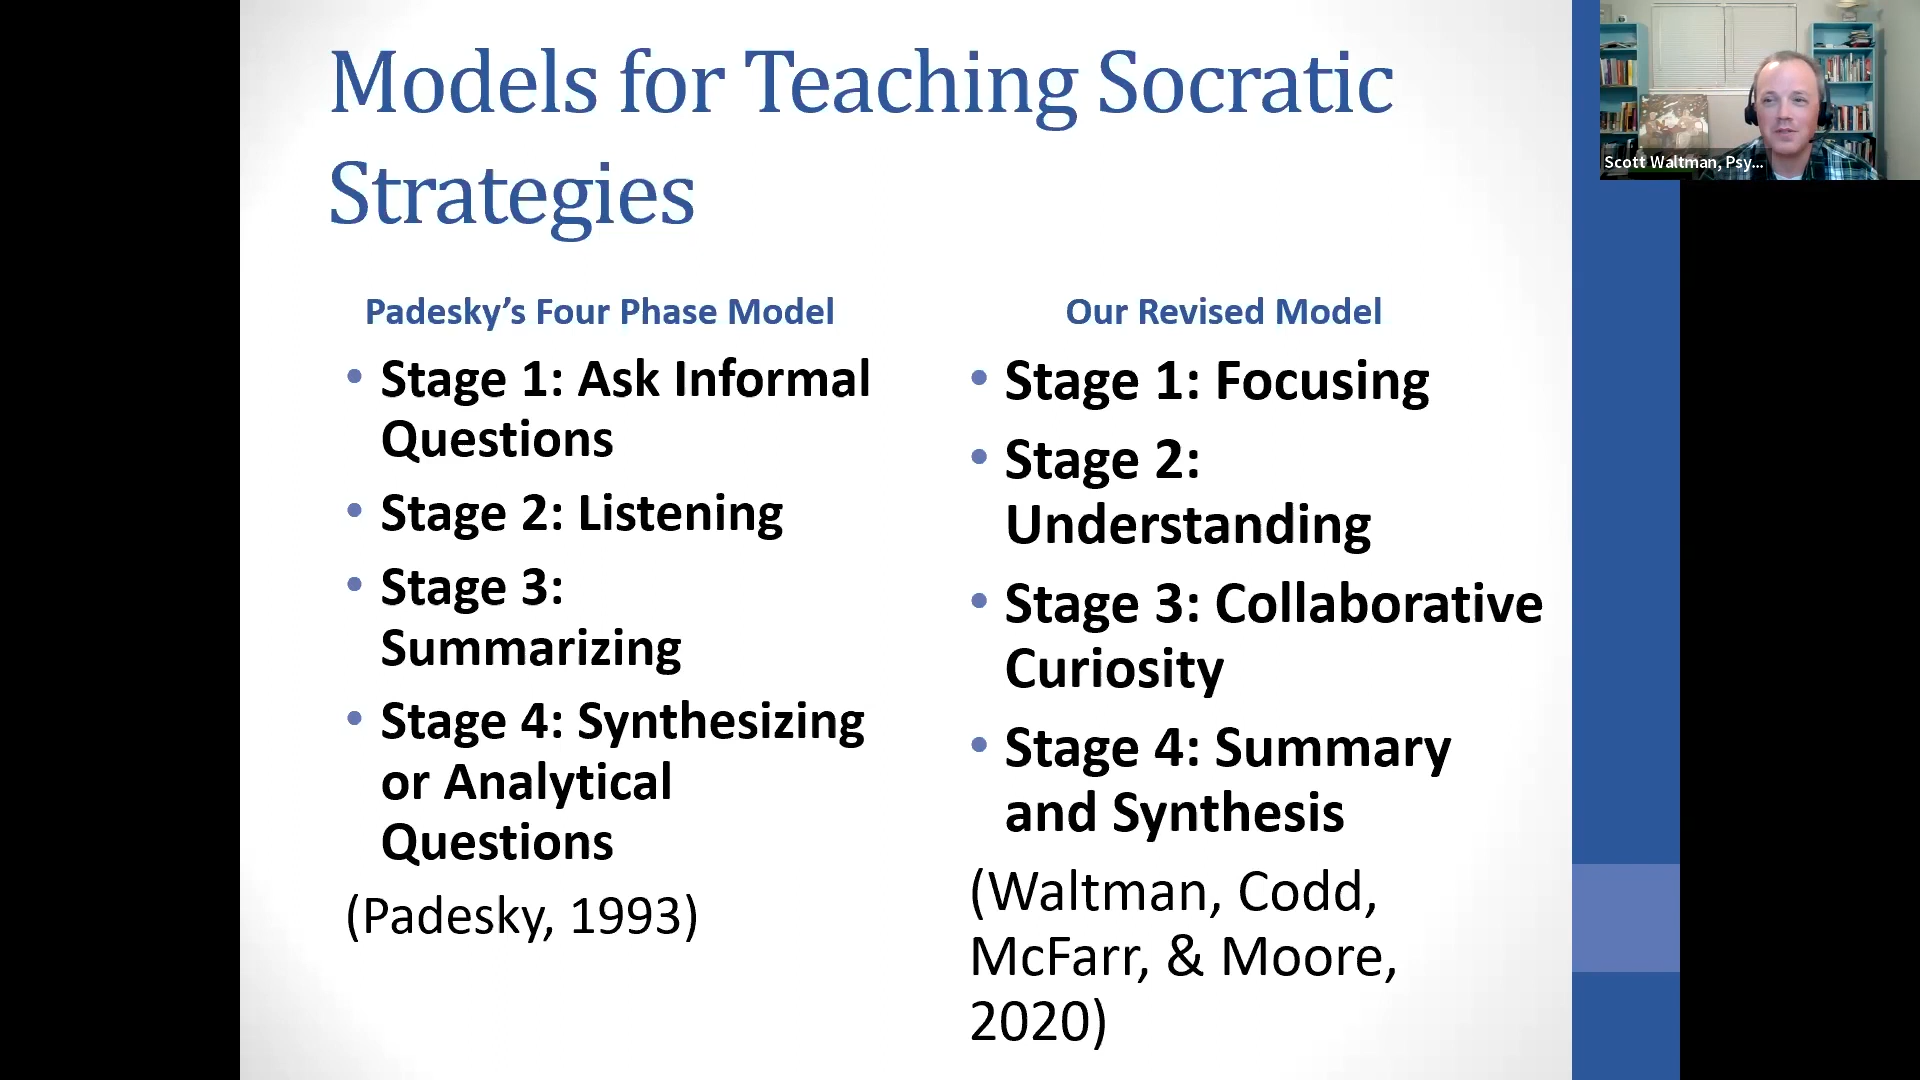 Models for Teaching Socratic
Strategies
Padesky's Four Phase Model
• Stage 1: Ask Informal
Questions
• Stage 2: Listening
• Stage 3:
Summarizing
• Stage 4: Synthesizing
or Analytical
Questions
(Padesky, 1993)
Our Revised Model
• Stage 1: Focusing
• Stage 2:
Understanding
• Stage 3: Collaborative
Curiosity
• Stage 4: Summary
and Synthesis
(Waltman, Codd,
McFarr, & Moore,
2020)
Scott Waltman, Psy...